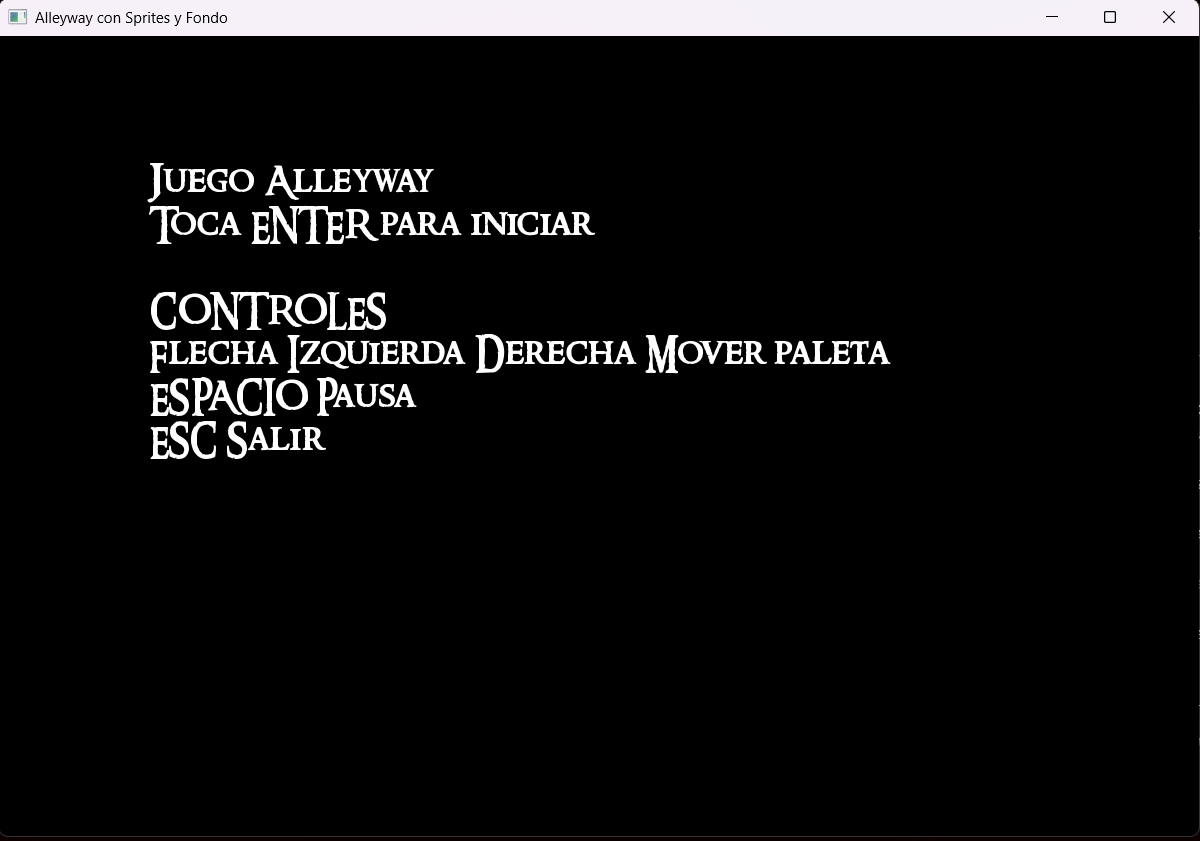 Alleyway con Sprites y Fondo
Juego Alleyway
Toca ENTER para iniciar
CONTROLES
Flecha Izquierda Derecha Mover paleta
ESPACIO Pausa
ESC Salir